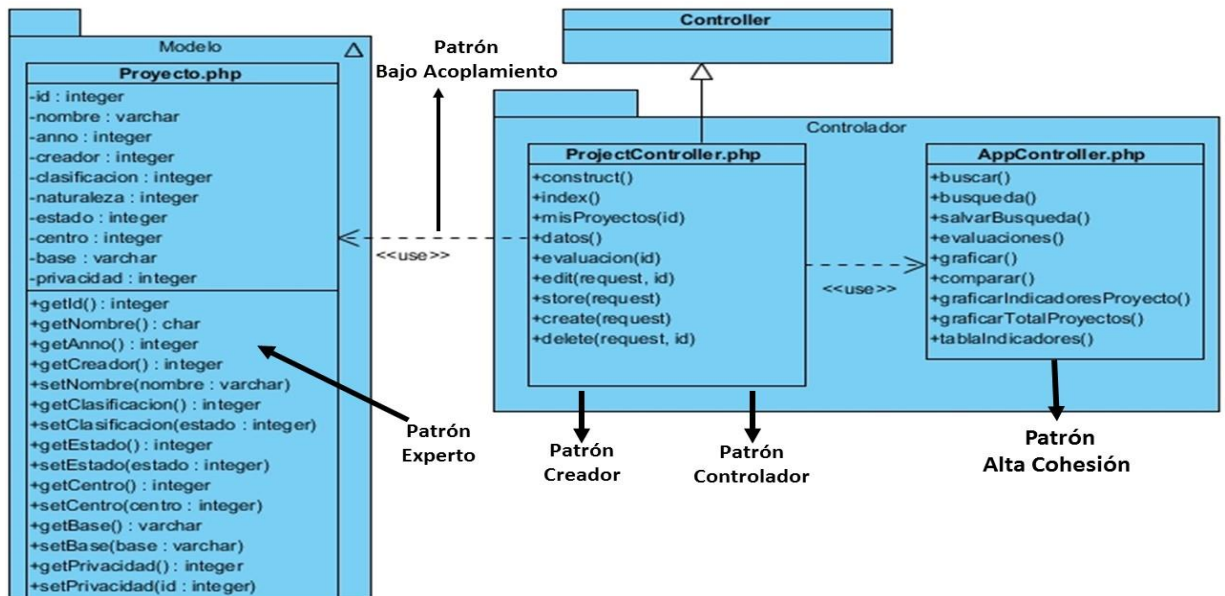 Modelo
Proyecto.php
-id : integer
-nombre : varchar
-anno : integer
-creador : integer
-clasificacion : integer
-naturaleza : integer
-estado : integer
-centro : integer
-base : varchar
-privacidad : integer
+getId() : integer
+getNombre() : char
+getAnno() : integer
+getCreador() : integer
+setNombre(nombre : varchar)
+getClasificacion() : integer
+setClasificacion(estado : integer)
+getEstado() : integer
+setEstado(estado : integer)
+getCentro() : integer
+setCentro(centro : integer)
+getBase() : varchar
+setBase(base : varchar)
+getPrivacidad() : integer
+setPrivacidad(id : integer)
Patrón
Bajo Acoplamiento
<<use>>
Patrón
Experto
Controller
Controlador
ProjectController.php
+construct()
+index()
+misProyectos(id)
+datos()
+evaluacion(id)
+edit(request, id)
+store(request)
+create(request)
+delete(request, id)
<<use>>
AppController.php
+buscar()
+busqueda()
+salvarBusqueda()
+evaluaciones()
+graficar()
+comparar()
+graficarIndicadoresProyecto()
+graficarTotalProyectos()
+tablaIndicadores()
Patrón
Creador
Patrón
Controlador
Patrón
Alta Cohesión